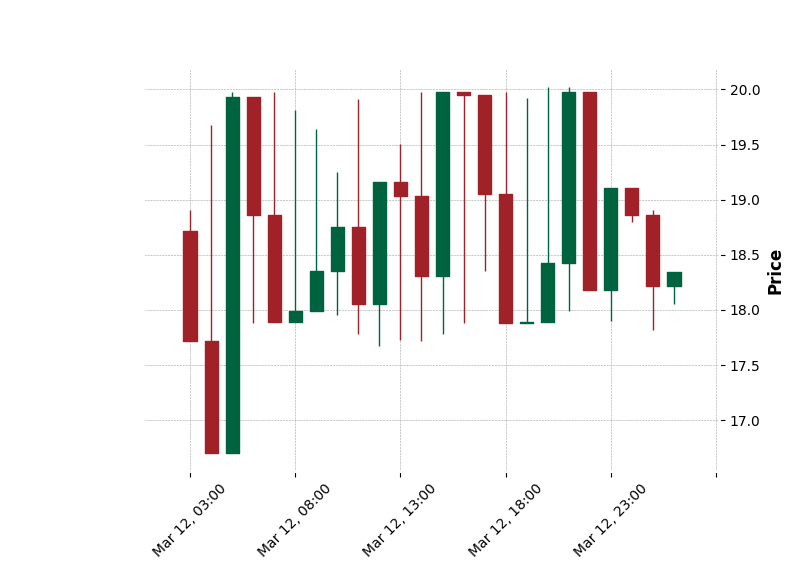 20.0
19.5
19.0
18.5
18.0
17.5
17.0
Price
Mar 12, 03:00
Mar 12, 08:00
Mar 12, 13:00
Mar 12, 18:00
Mar 12, 23:00